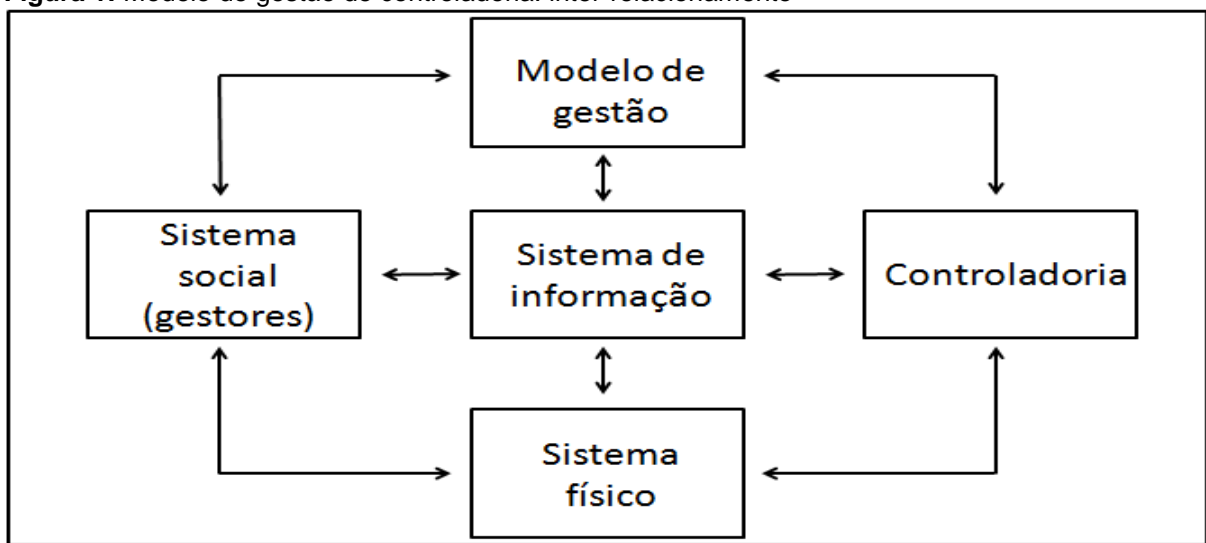 Modelo de
gestão
Sistema
social
(gestores)
Sistema de
informação
Controladoria
Sistema
físico